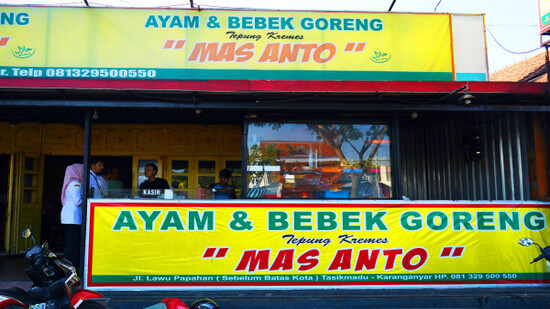 AYAM & BEBEK GORENG
Tepung Kremes
" MAS ANTO "
حلال
r. Telp 081329500550
KASIR
AYAM & BEBEK GORENG
Tepung Kremes
" MAS ANTO "
Jl. Lawu Papahan ( Sebelum Batas Kota ) Tasikmadu - Karanganyar HP. 081 329 500 550